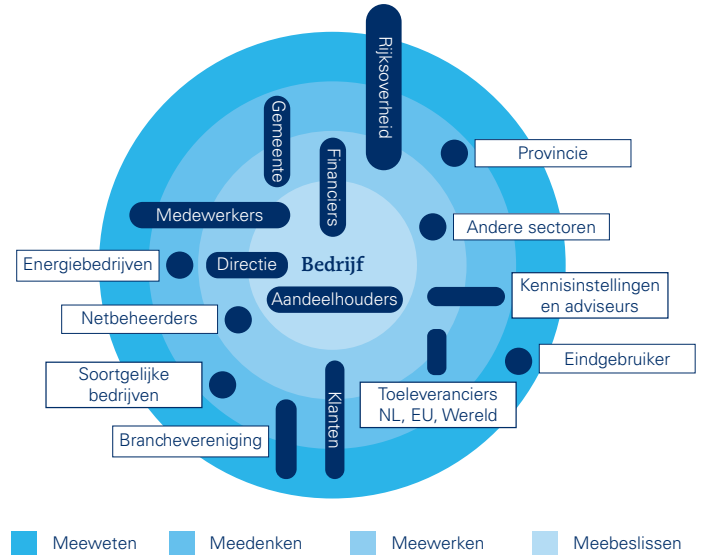 Rijksoverheid
Gemeente
Financiers
Provincie
Medewerkers
Andere sectoren
Energiebedrijven
Directie
Bedrijf
Aandeelhouders
Kennisinstellingen
en adviseurs
Netbeheerders
Eindgebruiker
Soortgelijke
bedrijven
Toeleveranciers
NL, EU, Wereld
Klanten
Branchevereniging
Meeweten
Meedenken
Meewerken
Meebeslissen